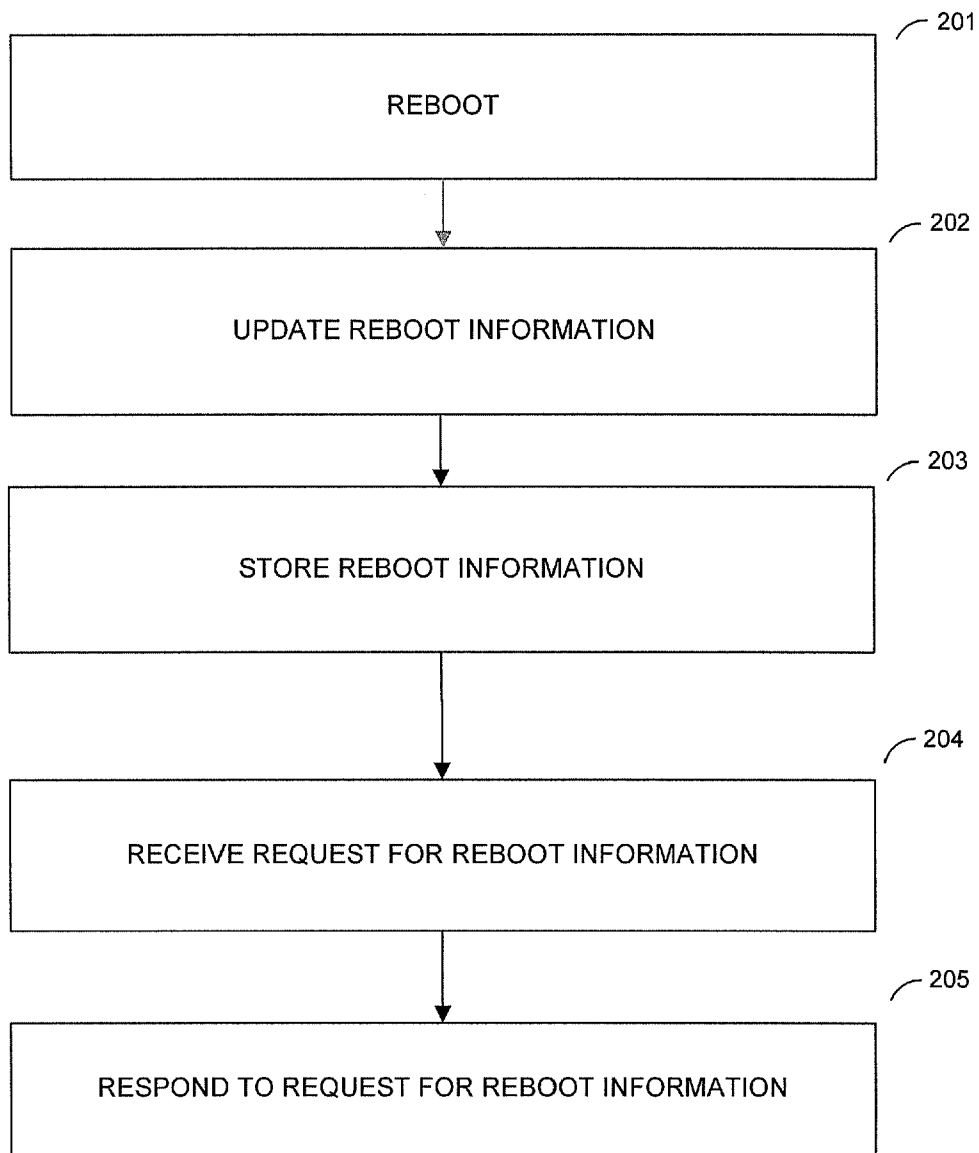 201
REBOOT
202
UPDATE REBOOT INFORMATION
203
STORE REBOOT INFORMATION
204
RECEIVE REQUEST FOR REBOOT INFORMATION
205
RESPOND TO REQUEST FOR REBOOT INFORMATION